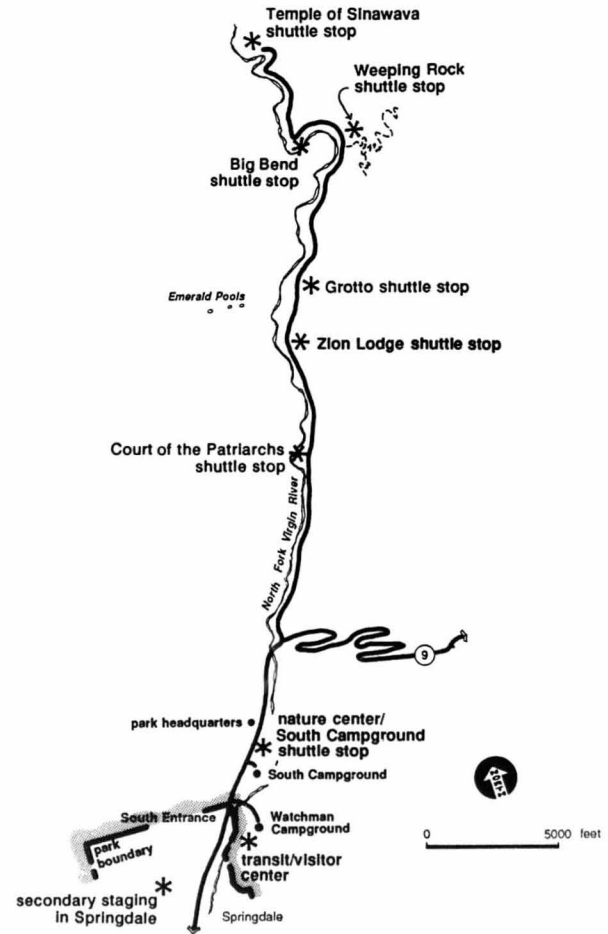 Temple of Sinawava
shuttle stop
Weeping Rock
shuttle stop
Big Bend
shuttle stop
Grotto shuttle stop
Emerald Pools
Zion Lodge shuttle stop
Court of the Patriarchs
shuttle stop
North Fork Virgin River
9
park headquarters
nature center/
South Campground
shuttle stop
South Campground
South Entrance
Watchman
Campground
park
boundary
transit/visitor
center
secondary staging
in Springdale
Springdale
0 5000 feet